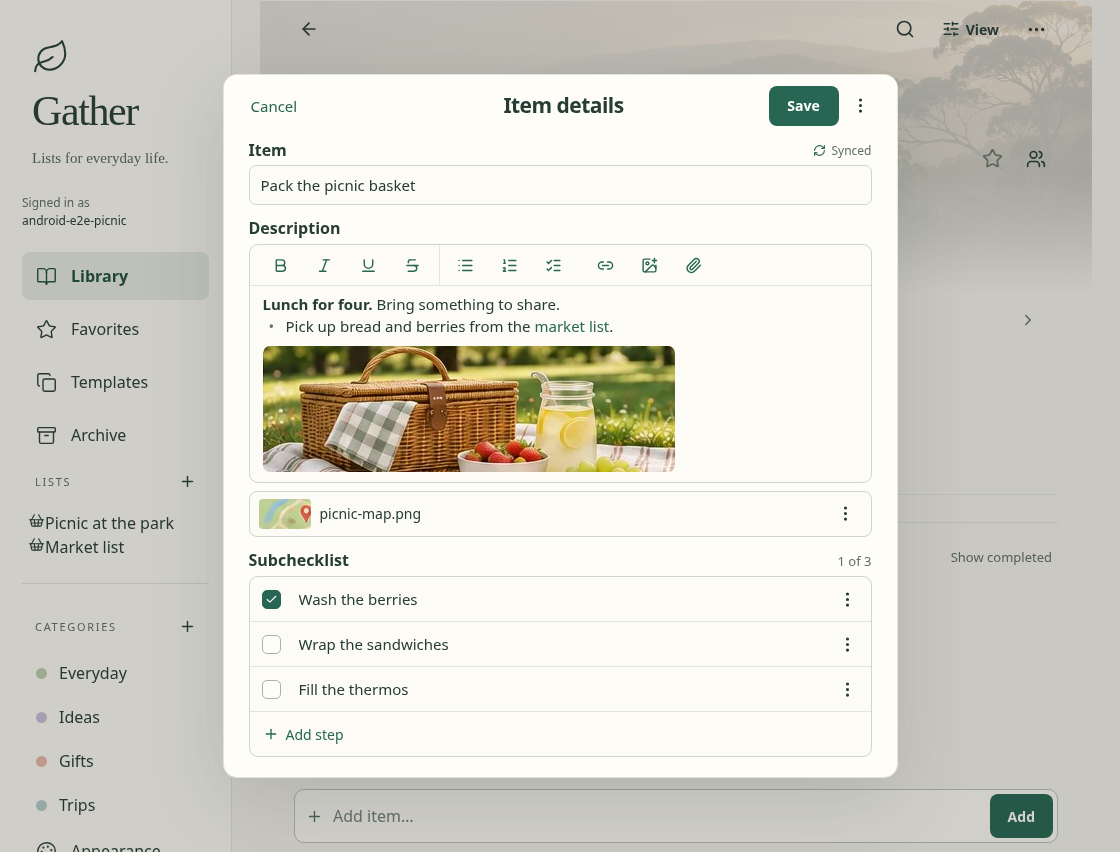 Gather
Lists for everyday life.
Signed in as
android-e2e-picnic
Library
Favorites
Templates
Archive
LISTS
Picnic at the park
Market list
CATEGORIES
Everyday
Ideas
Gifts
Trips
Appearance
View
Cancel
Item details
Save
Item
Synced
Pack the picnic basket
Description
B I U S
Lunch for four. Bring something to share.
• Pick up bread and berries from the market list.
picnic-map.png
Subchecklist
1 of 3
Wash the berries
Wrap the sandwiches
Fill the thermos
Add step
Show completed
Add item...
Add